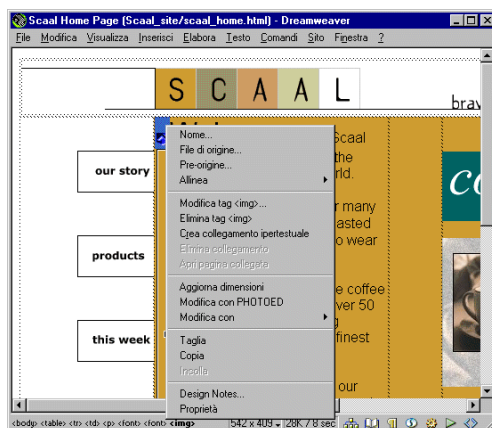 Scaal Home Page (Scaal_site/scaal_home.html) - Dreamweaver
File Modifica Visualizza Inserisci Elabora Testo Comandi Sito Finestra ?
S C A A L
brav
Scaal
our story
the
rld.
r many
asted
o wear
products
e coffee
ver 50
g
finest
this week
our
Nome...
File di origine...
Pre-origine...
Allinea
Modifica tag <img>...
Elimina tag <img>
Crea collegamento ipertestuale
Elimina collegamento
Apri pagina collegata
Aggiorna dimensioni
Modifica con PHOTOED
Modifica con
Taglia
Copia
Incolla
Design Notes...
Proprietà
<body> <table> <tr> <td> <p> <font> <font> <img> 542 x 409 28K / 8 sec